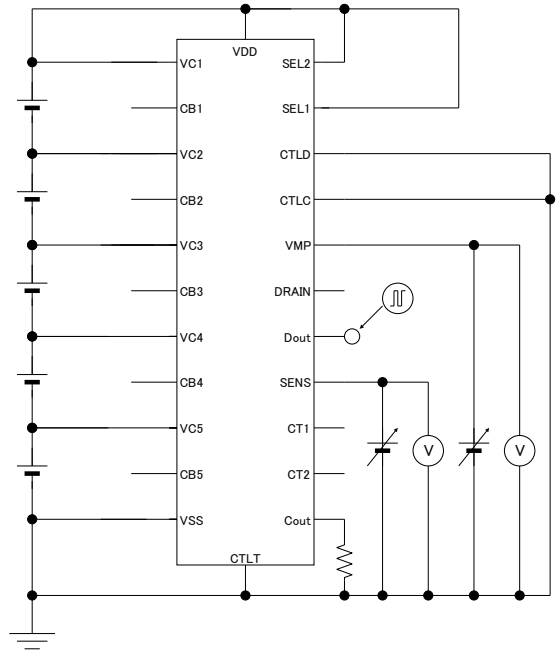 VDD
VC1
SEL2
CB1
SEL1
VC2
CTLD
CB2
CTLC
VC3
VMP
CB3
DRAIN
VC4
Dout
CB4
SENS
VC5
CT1
V
V
CB5
CT2
VSS
Cout
CTLT